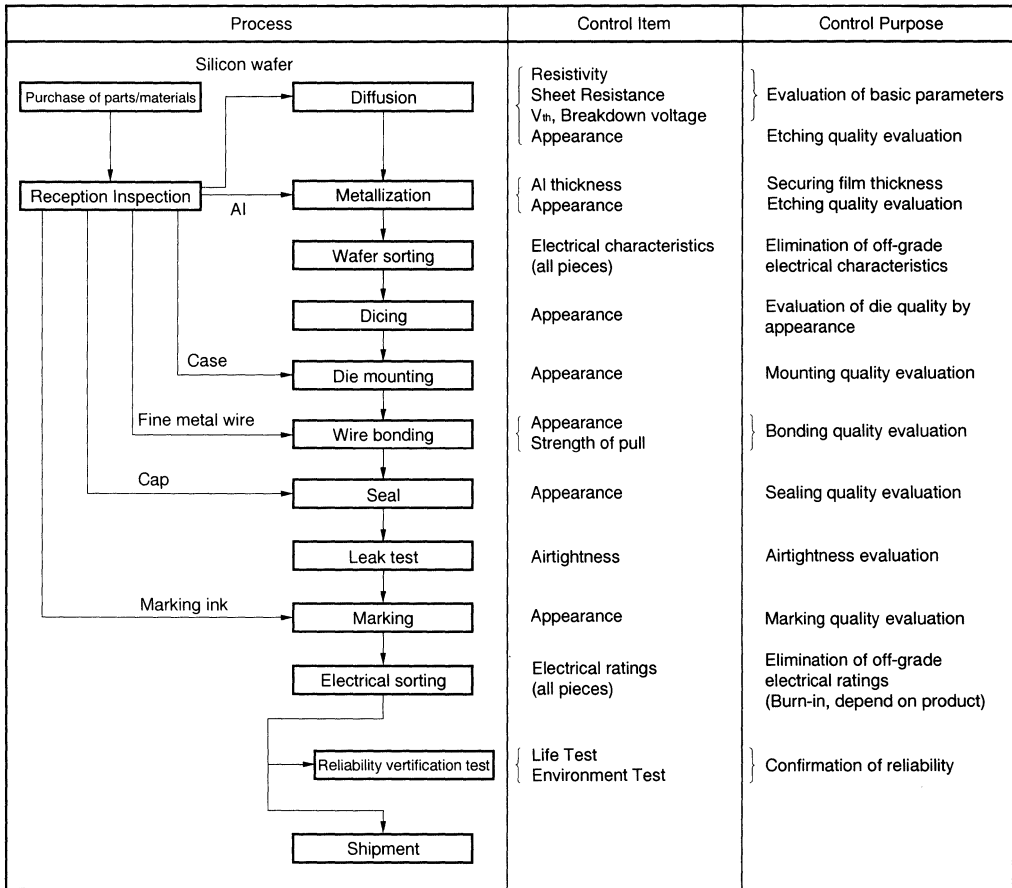 Process Control Item Control Purpose
Silicon wafer
Purchase of parts/materials
Diffusion
Resistivity
Sheet Resistance
Vth, Breakdown voltage
Appearance
Evaluation of basic parameters
Etching quality evaluation
Reception Inspection
Al
Metallization
Al thickness
Appearance
Securing film thickness
Etching quality evaluation
Wafer sorting
Electrical characteristics
(all pieces)
Elimination of off-grade
electrical characteristics
Dicing
Appearance
Evaluation of die quality by
appearance
Case
Die mounting
Appearance
Mounting quality evaluation
Fine metal wire
Wire bonding
Appearance
Strength of pull
Bonding quality evaluation
Cap
Seal
Appearance
Sealing quality evaluation
Leak test
Airtightness
Airtightness evaluation
Marking ink
Marking
Appearance
Marking quality evaluation
Electrical sorting
Electrical ratings
(all pieces)
Elimination of off-grade
electrical ratings
(Burn-in, depend on product)
Reliability vertification test
Life Test
Environment Test
Confirmation of reliability
Shipment